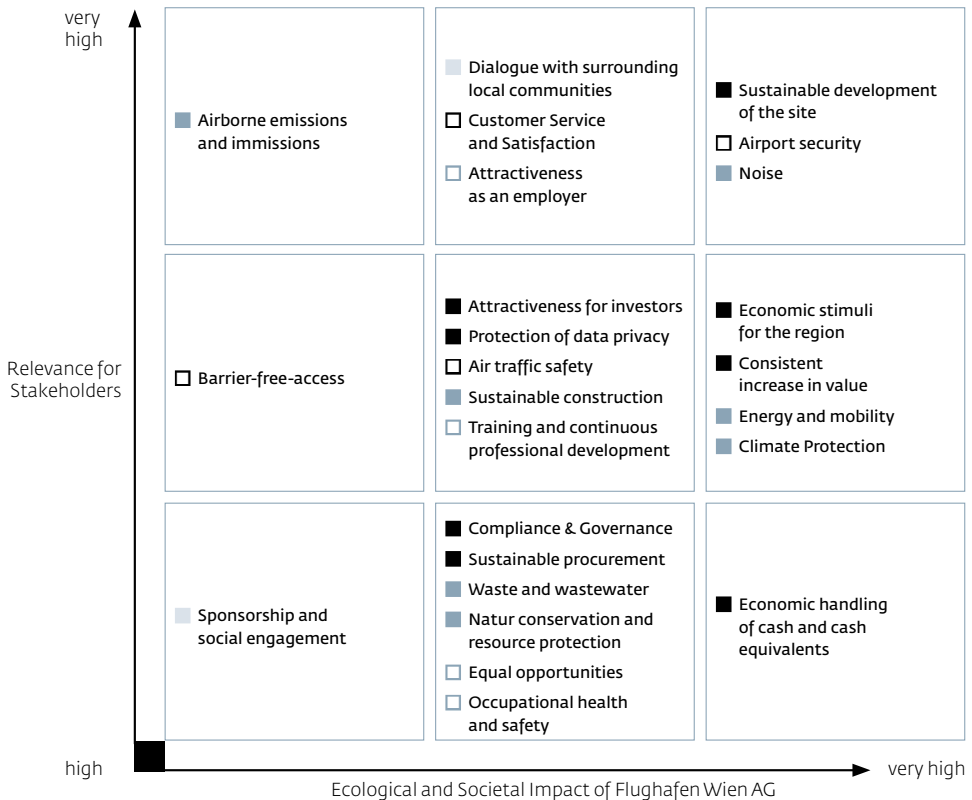 very
high
Airborne emissions
and immissions
Dialogue with surrounding
local communities
Customer Service
and Satisfaction
Attractiveness
as an employer
Sustainable development
of the site
Airport security
Noise
Relevance for
Stakeholders
Barrier-free-access
Attractiveness for investors
Protection of data privacy
Air traffic safety
Sustainable construction
Training and continuous
professional development
Economic stimuli
for the region
Consistent
increase in value
Energy and mobility
Climate Protection
Sponsorship and
social engagement
Compliance & Governance
Sustainable procurement
Waste and wastewater
Natur conservation and
resource protection
Equal opportunities
Occupational health
and safety
Economic handling
of cash and cash
equivalents
high
very high
Ecological and Societal Impact of Flughafen Wien AG